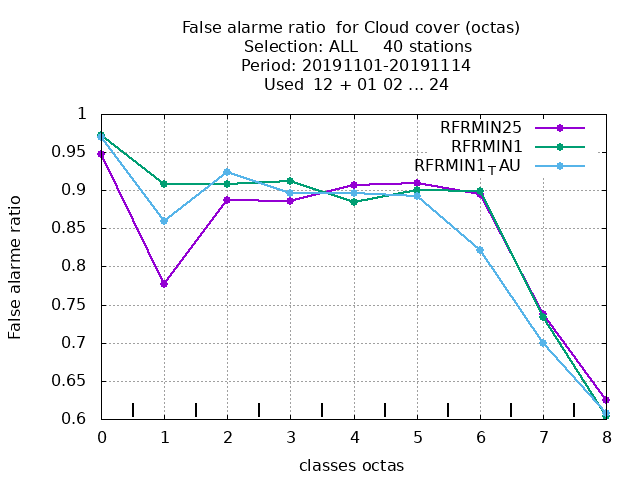 False alarme ratio  for Cloud cover (octas)
Selection: ALL     40 stations
Period: 20191101-20191114
Used  12 + 01 02 ... 24
RFRMIN25
RFRMIN1
RFRMIN1TAU
False alarme ratio
1
0.95
0.9
0.85
0.8
0.75
0.7
0.65
0.6
0 1 2 3 4 5 6 7 8
classes octas